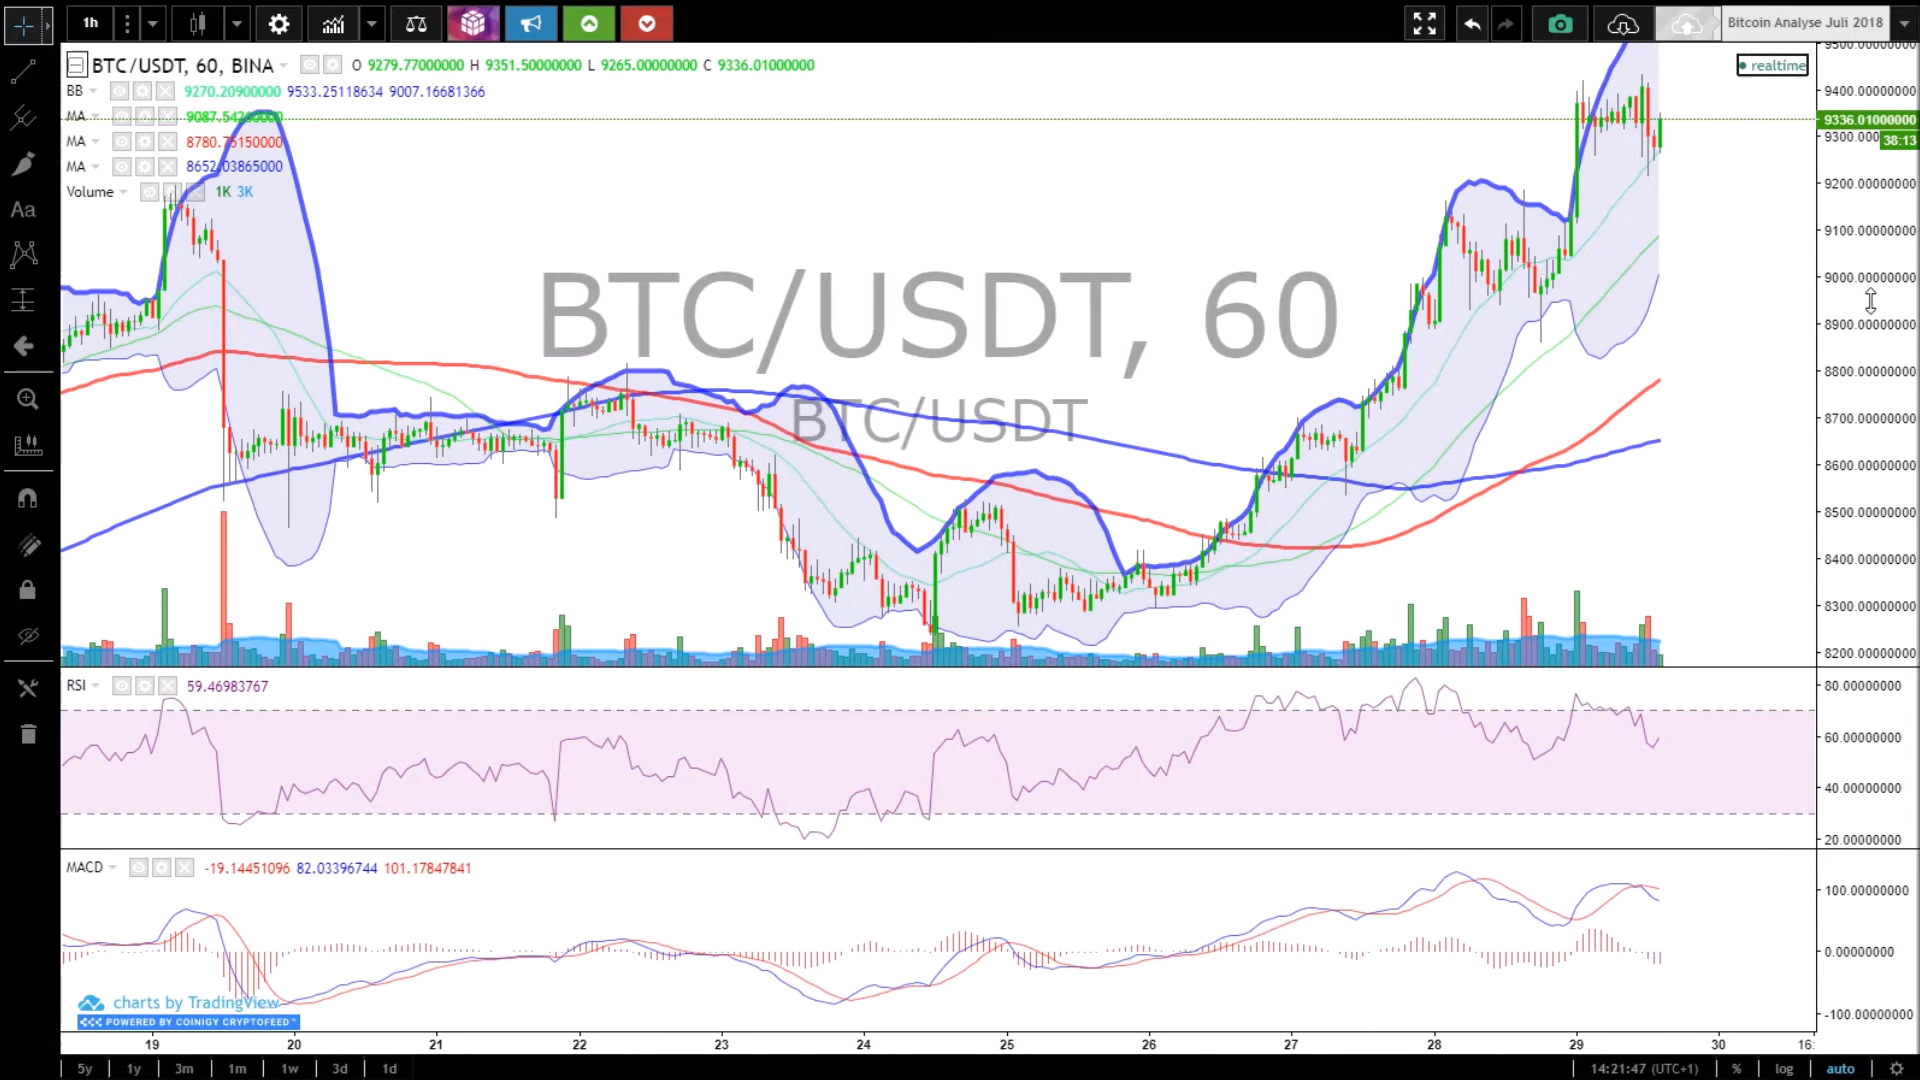 1h
Bitcoin Analyse Juli 2018
BTC/USDT, 60, BINA O 9279.77000000 H 9351.50000000 L 9265.00000000 C 9336.01000000
realtime
BB 9270.20900000 9533.25118634 9007.16681366
MA
MA 8780.75150000
MA 8652.03865000
Volume 1K 3K
Aa
BTC/USDT, 60
BTC/USDT
9500.00000000
9400.00000000
9336.01000000
9300.000
38:13
9200.00000000
9100.00000000
9000.00000000
8900.00000000
8800.00000000
8700.00000000
8600.00000000
8500.00000000
8400.00000000
8300.00000000
8200.00000000
RSI 59.46983767
80.00000000
60.00000000
40.00000000
20.00000000
MACD -19.14451096 82.03396744 101.17847841
100.00000000
0.00000000
-100.00000000
charts by TradingView
POWERED BY COINIGY CRYPTOFEED™
19 20 21 22 23 24 25 26 27 28 29 30 16:
5y 1y 3m 1m 1w 3d 1d 14:21:47 (UTC+1) % log auto